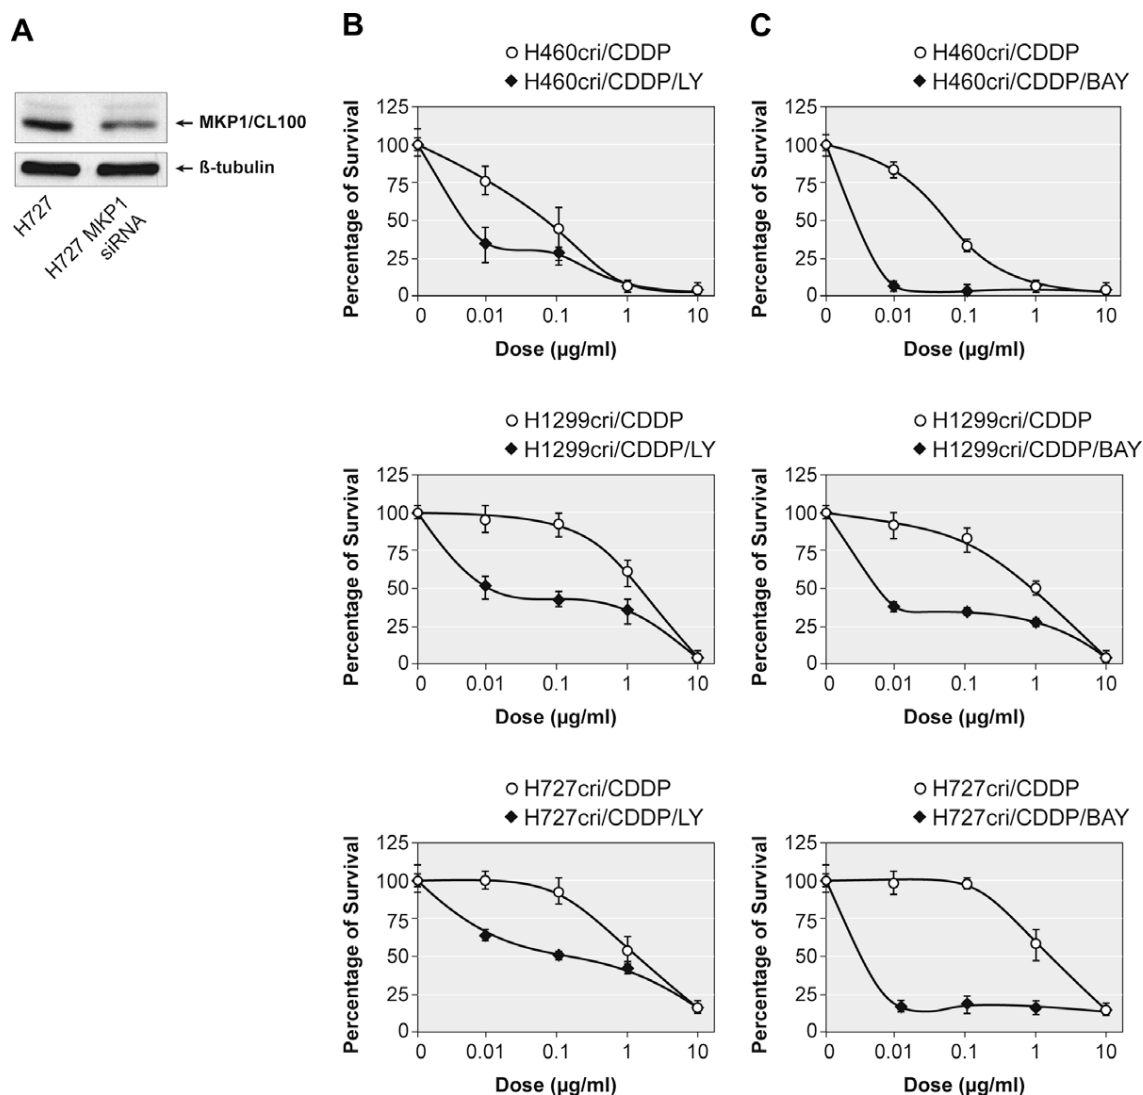 A
MKP1/CL100
ß-tubulin
H727
H727 MKP1
siRNA
B
H460cri/CDDP
H460cri/CDDP/LY
Percentage of Survival
125
100
75
50
25
0
0 0.01 0.1 1 10
Dose (µg/ml)
H1299cri/CDDP
H1299cri/CDDP/LY
Percentage of Survival
125
100
75
50
25
0
0 0.01 0.1 1 10
Dose (µg/ml)
H727cri/CDDP
H727cri/CDDP/LY
Percentage of Survival
125
100
75
50
25
0
0 0.01 0.1 1 10
Dose (µg/ml)
C
H460cri/CDDP
H460cri/CDDP/BAY
Percentage of Survival
125
100
75
50
25
0
0 0.01 0.1 1 10
Dose (µg/ml)
H1299cri/CDDP
H1299cri/CDDP/BAY
Percentage of Survival
125
100
75
50
25
0
0 0.01 0.1 1 10
Dose (µg/ml)
H727cri/CDDP
H727cri/CDDP/BAY
Percentage of Survival
125
100
75
50
25
0
0 0.01 0.1 1 10
Dose (µg/ml)